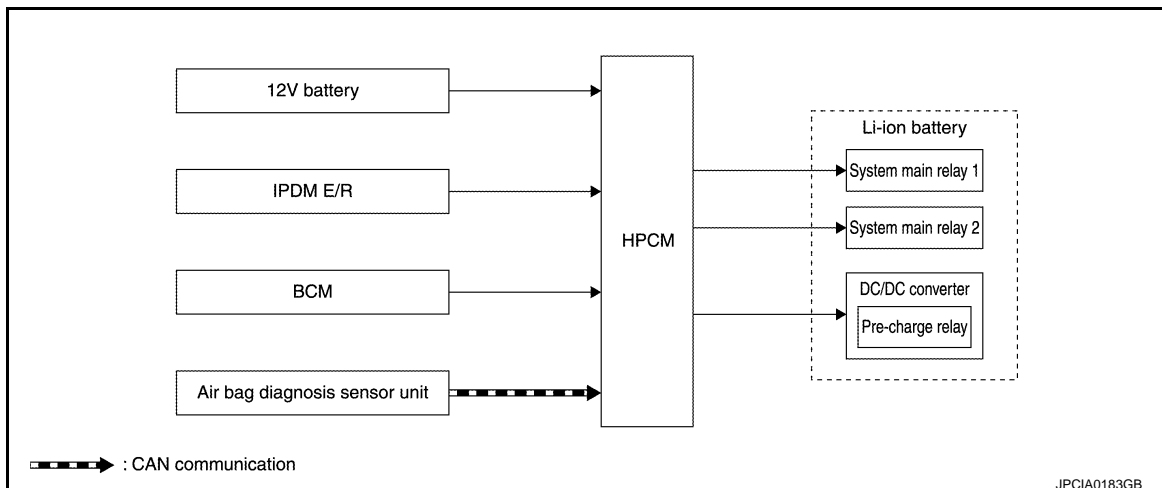 12V battery
IPDM E/R
BCM
Air bag diagnosis sensor unit
HPCM
Li-ion battery
System main relay 1
System main relay 2
DC/DC converter
Pre-charge relay
: CAN communication
JPCIA0183GB